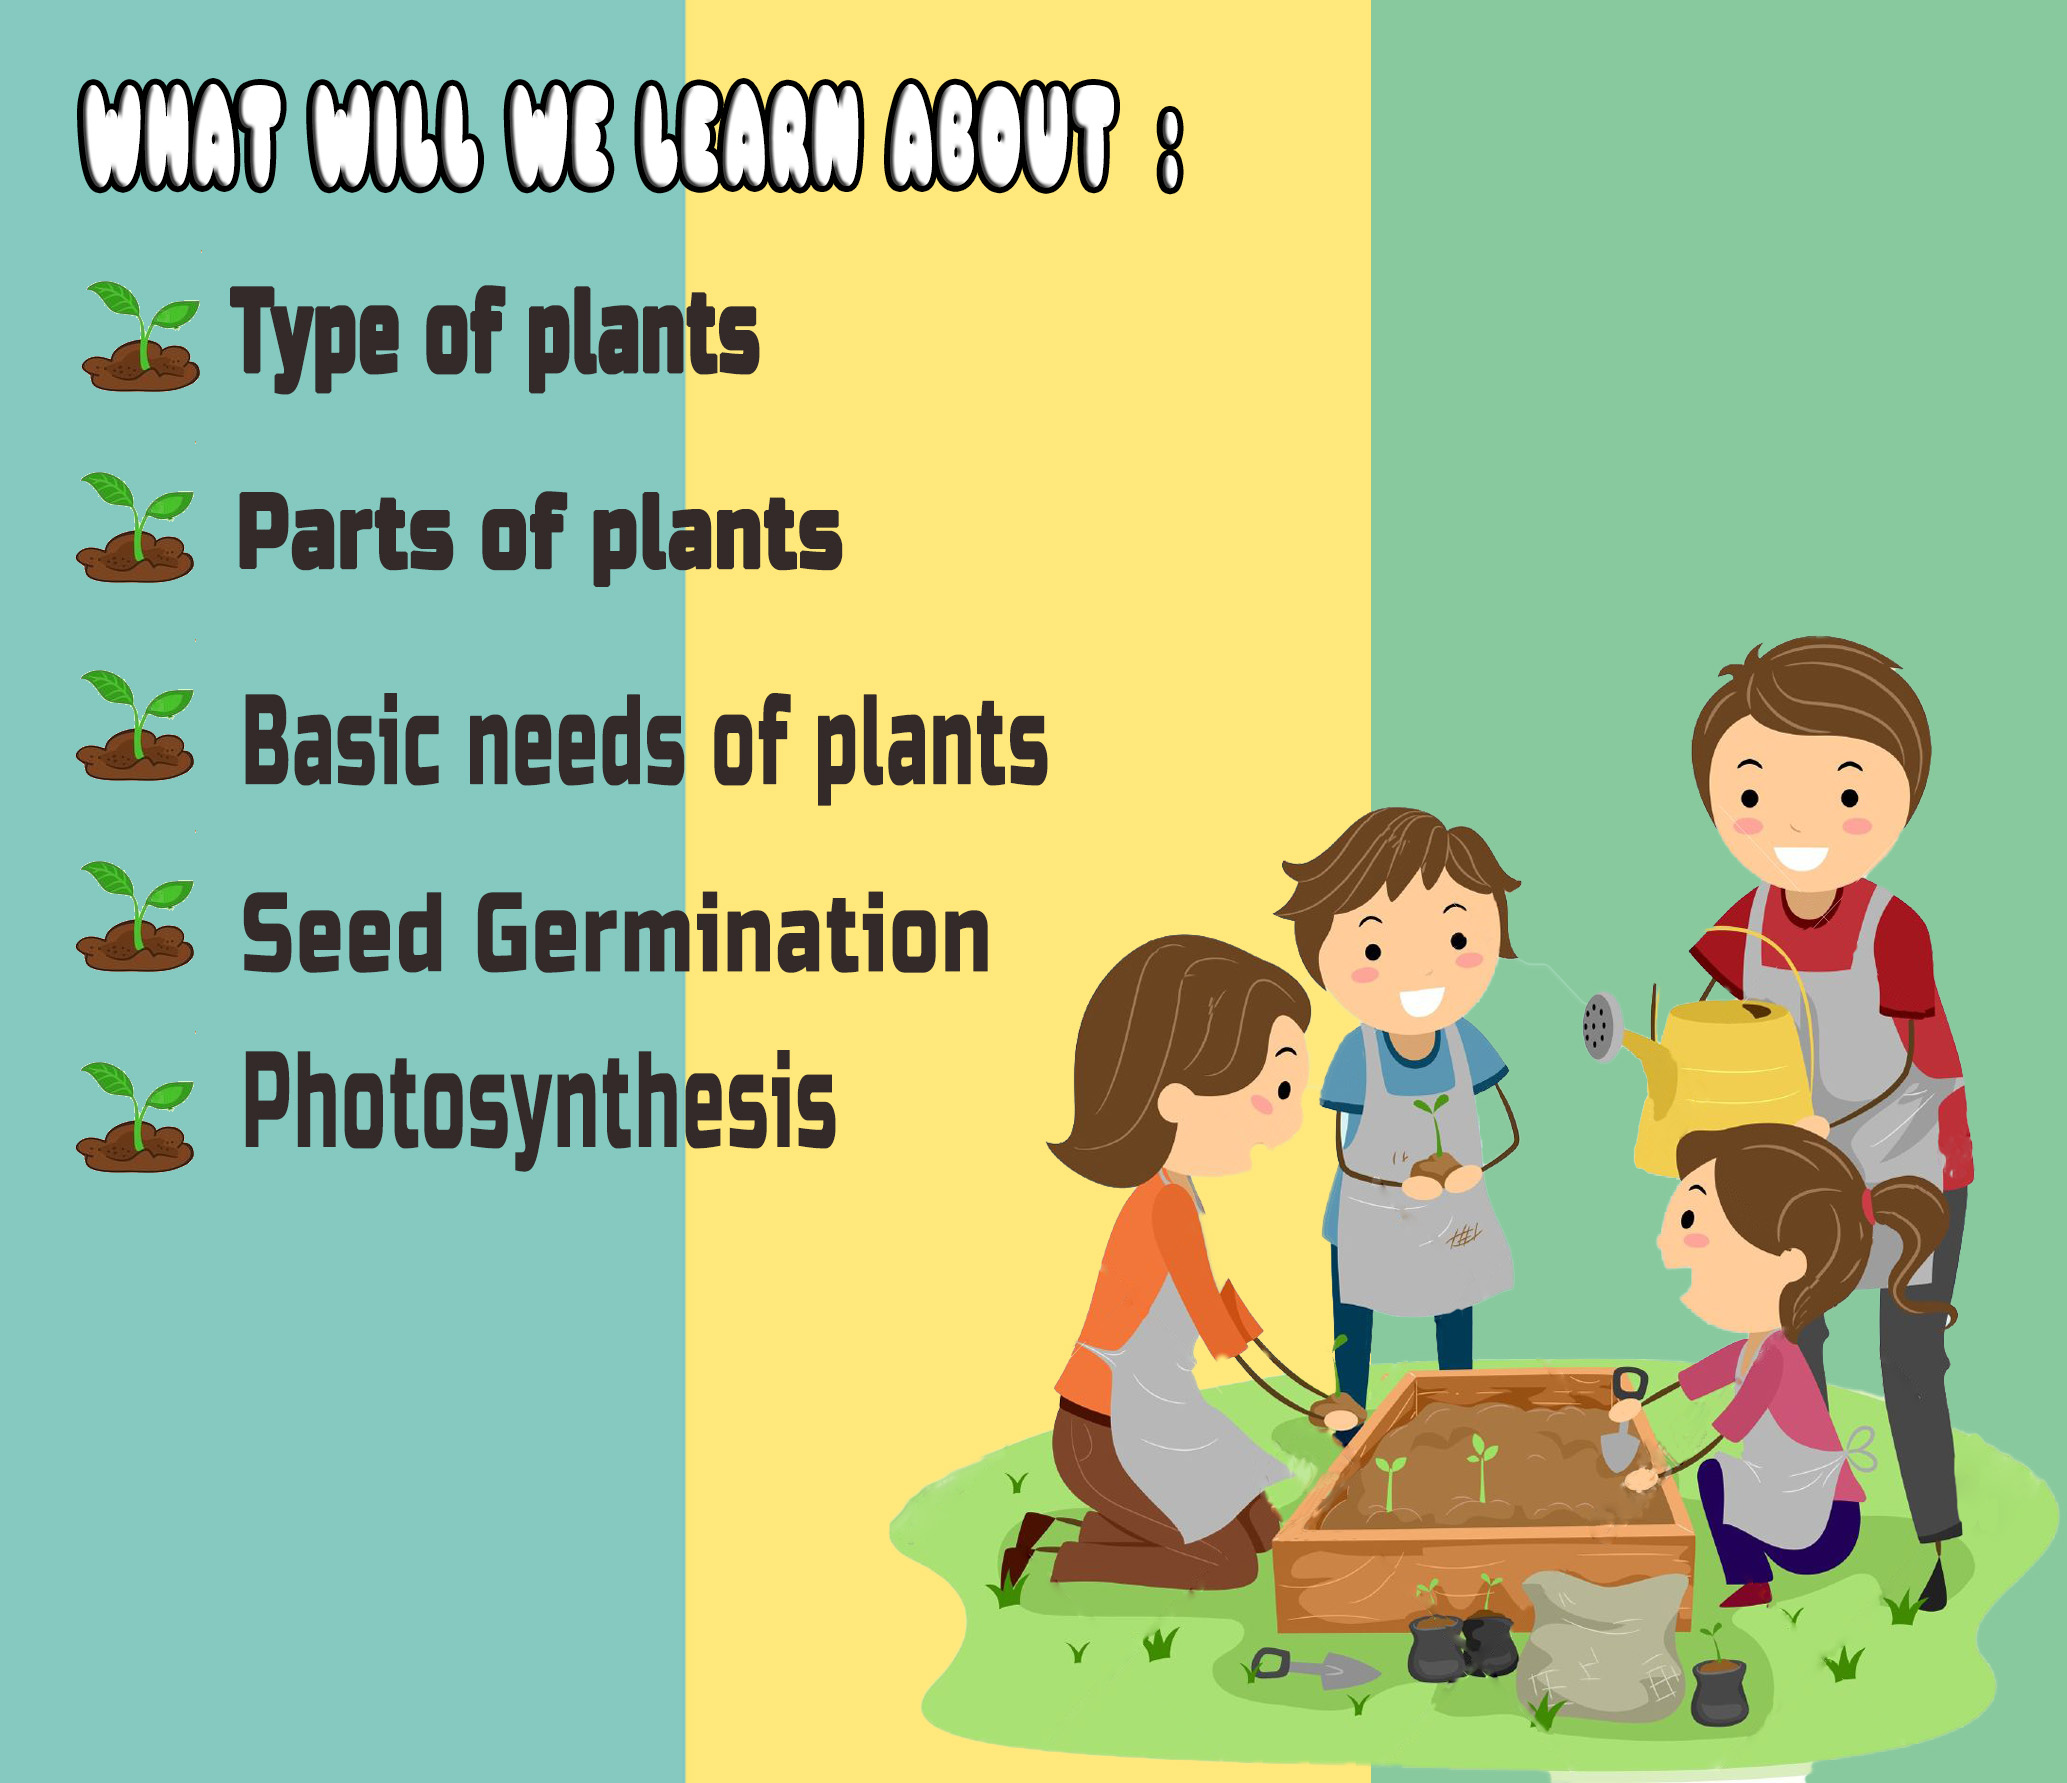 WHAT WILL WE LEARN ABOUT :
Type of plants
Parts of plants
Basic needs of plants
Seed Germination
Photosynthesis